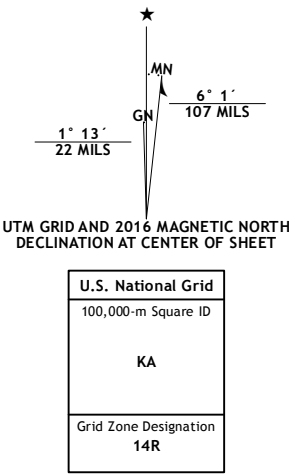 ★
MN
GN
6° 1´
107 MILS
1° 13´
22 MILS
UTM GRID AND 2016 MAGNETIC NORTH
DECLINATION AT CENTER OF SHEET
U.S. National Grid
100,000-m Square ID
KA
Grid Zone Designation
14R